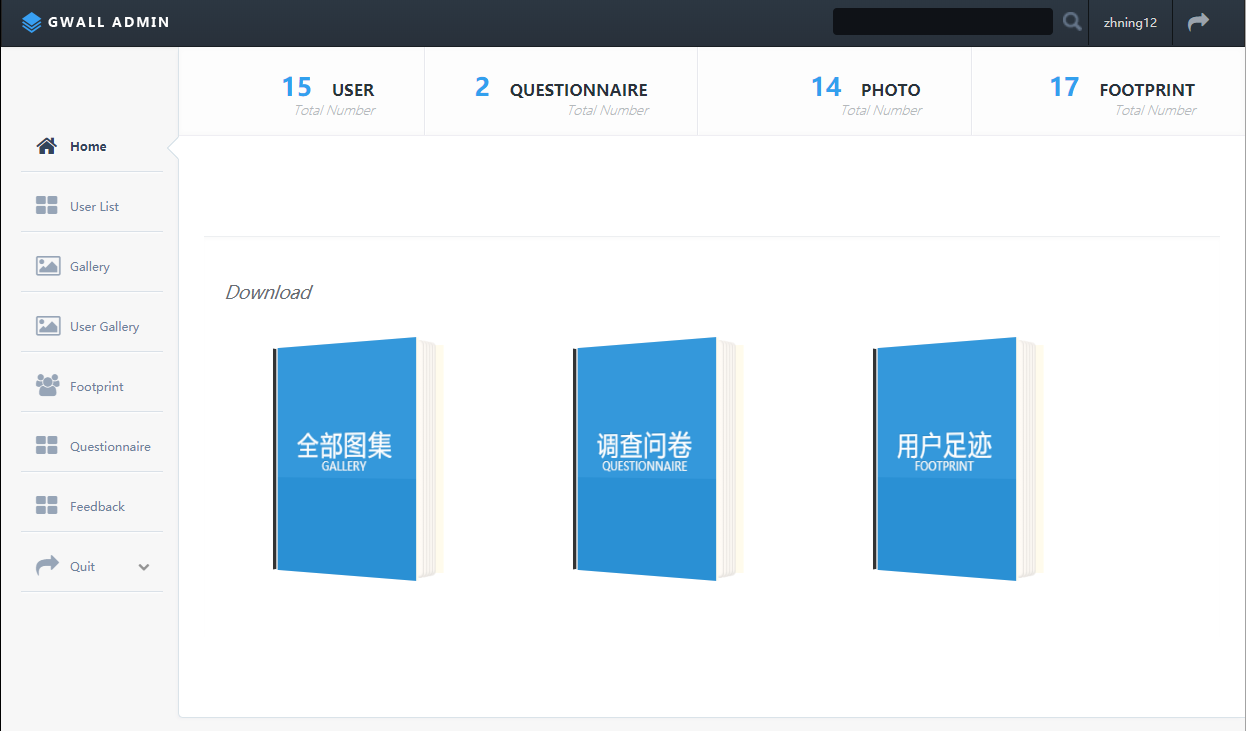 GWALL ADMIN
zhning12
15 USER
Total Number
2 QUESTIONNAIRE
Total Number
14 PHOTO
Total Number
17 FOOTPRINT
Total Number
Home
User List
Gallery
User Gallery
Footprint
Questionnaire
Feedback
Quit
Download
全部图集
GALLERY
调查问卷
QUESTIONNAIRE
用户足迹
FOOTPRINT